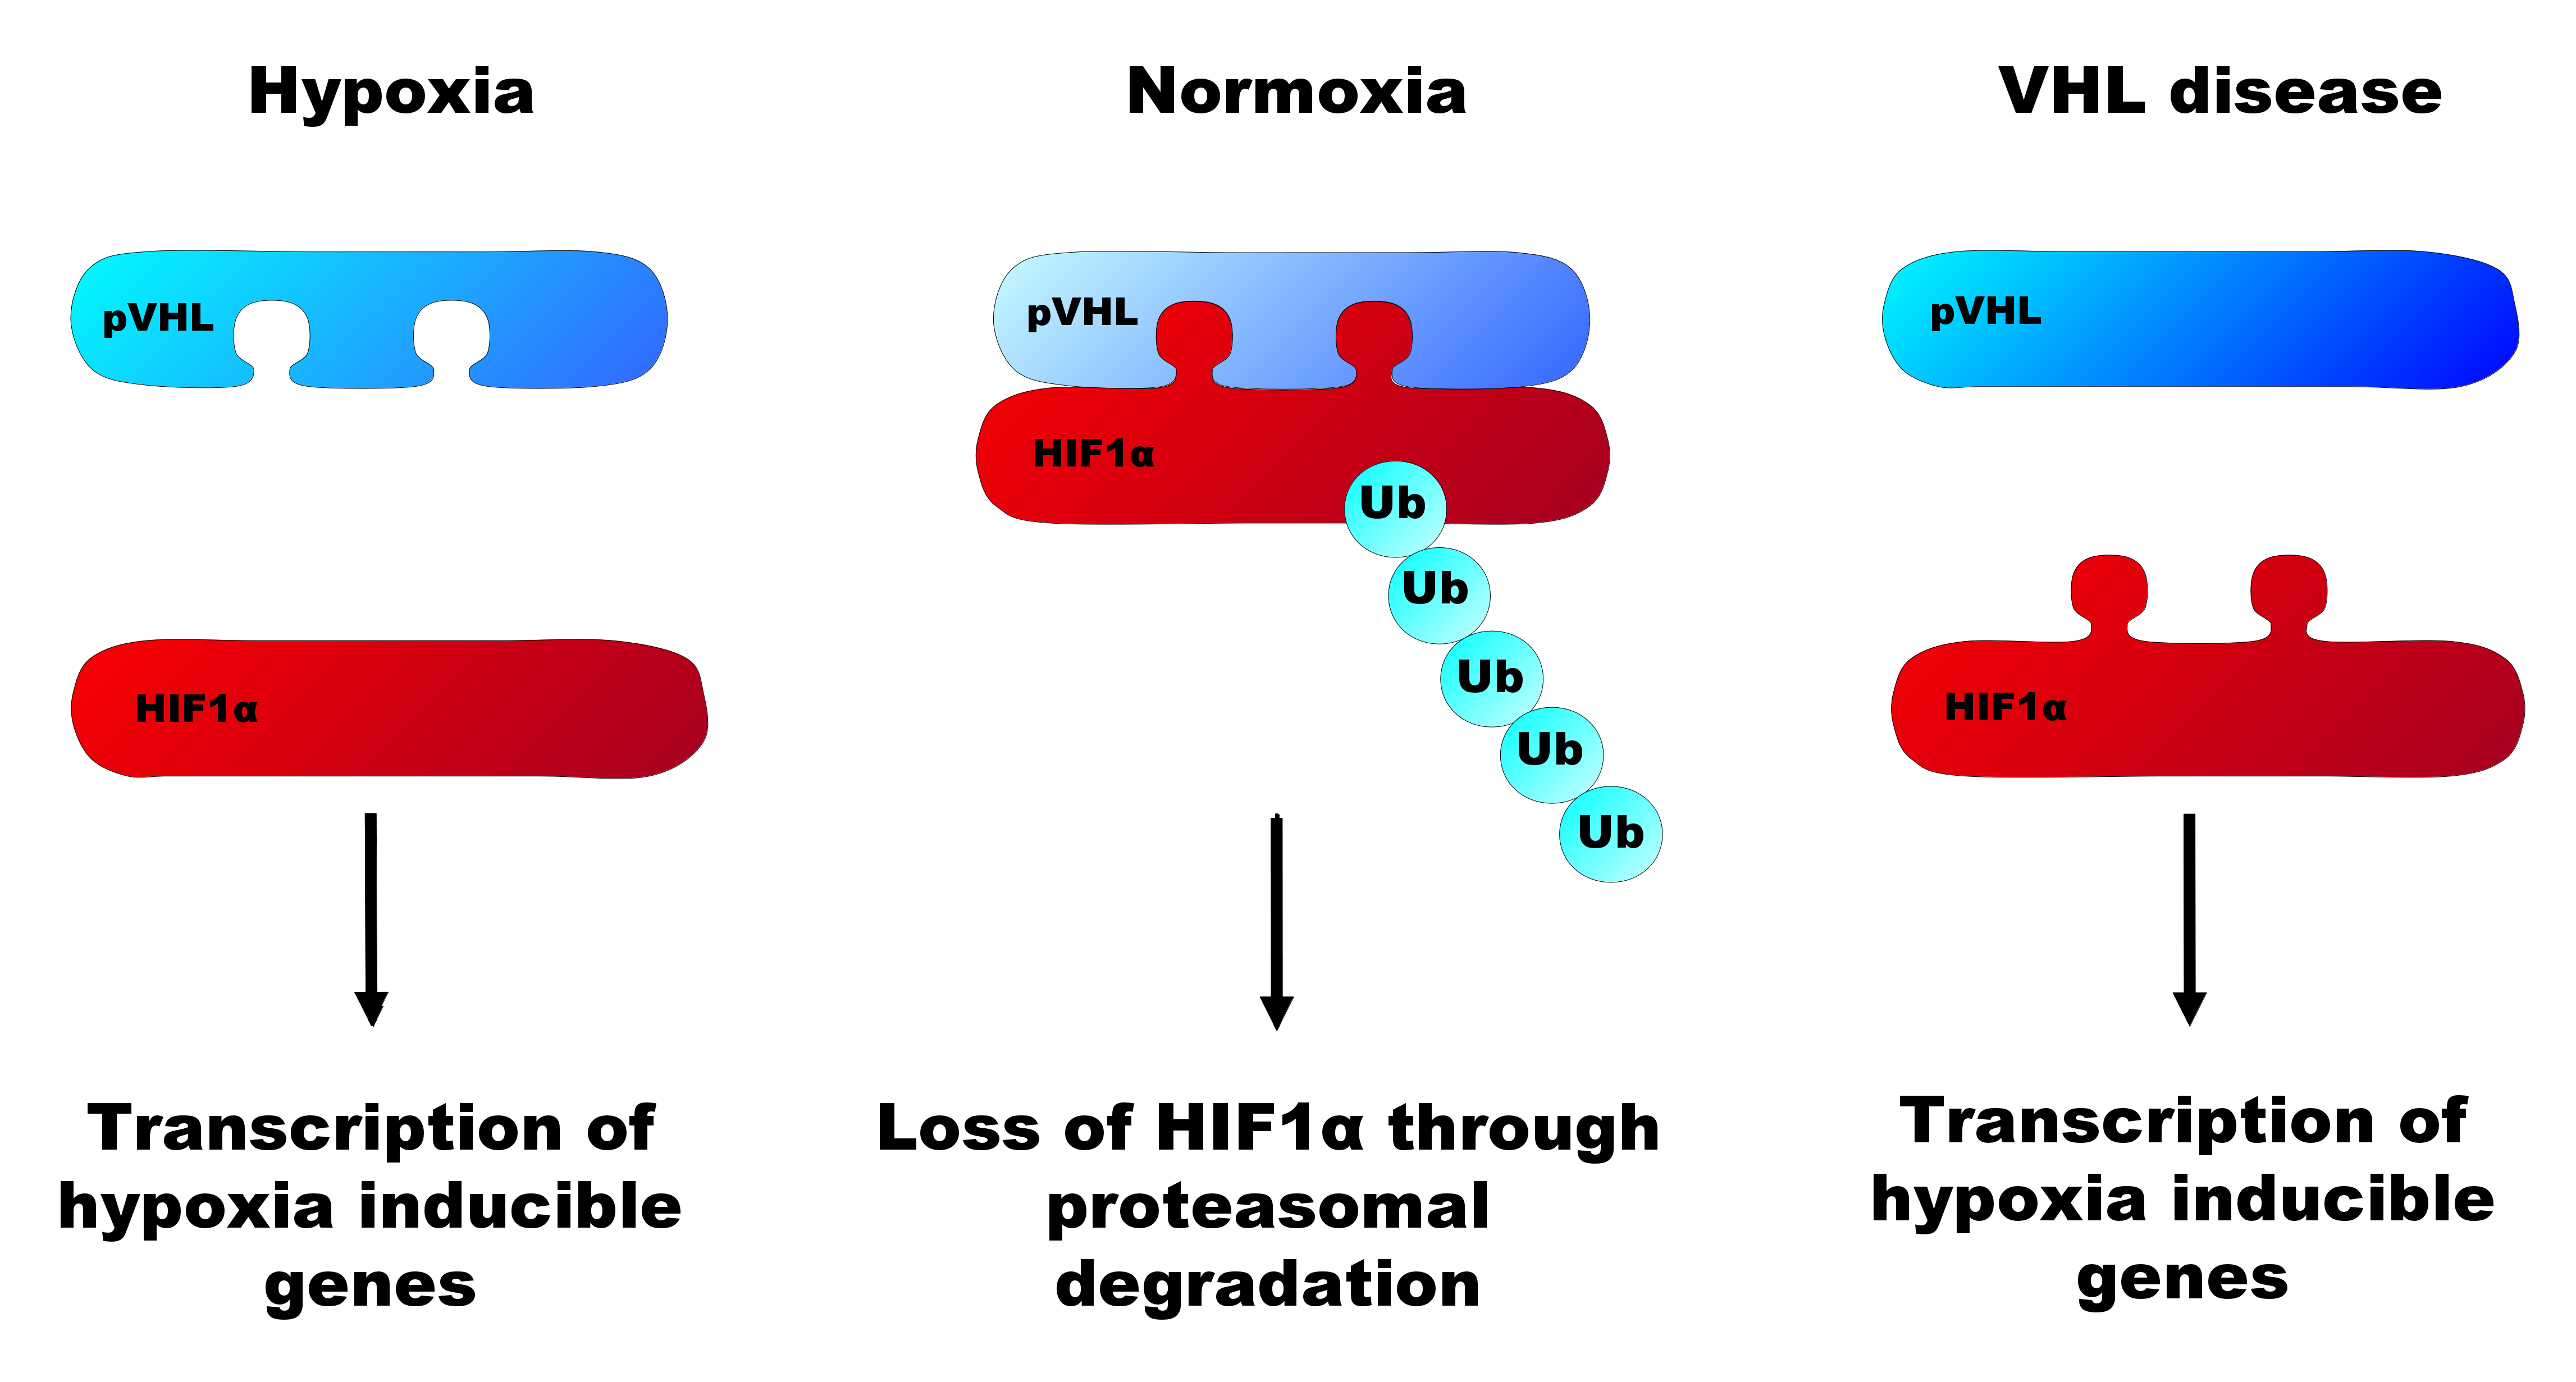 Hypoxia
pVHL
HIF1α
Transcription of
hypoxia inducible
genes
Normoxia
pVHL
HIF1α
Ub
Ub
Ub
Ub
Ub
Loss of HIF1α through
proteasomal
degradation
VHL disease
pVHL
HIF1α
Transcription of
hypoxia inducible
genes